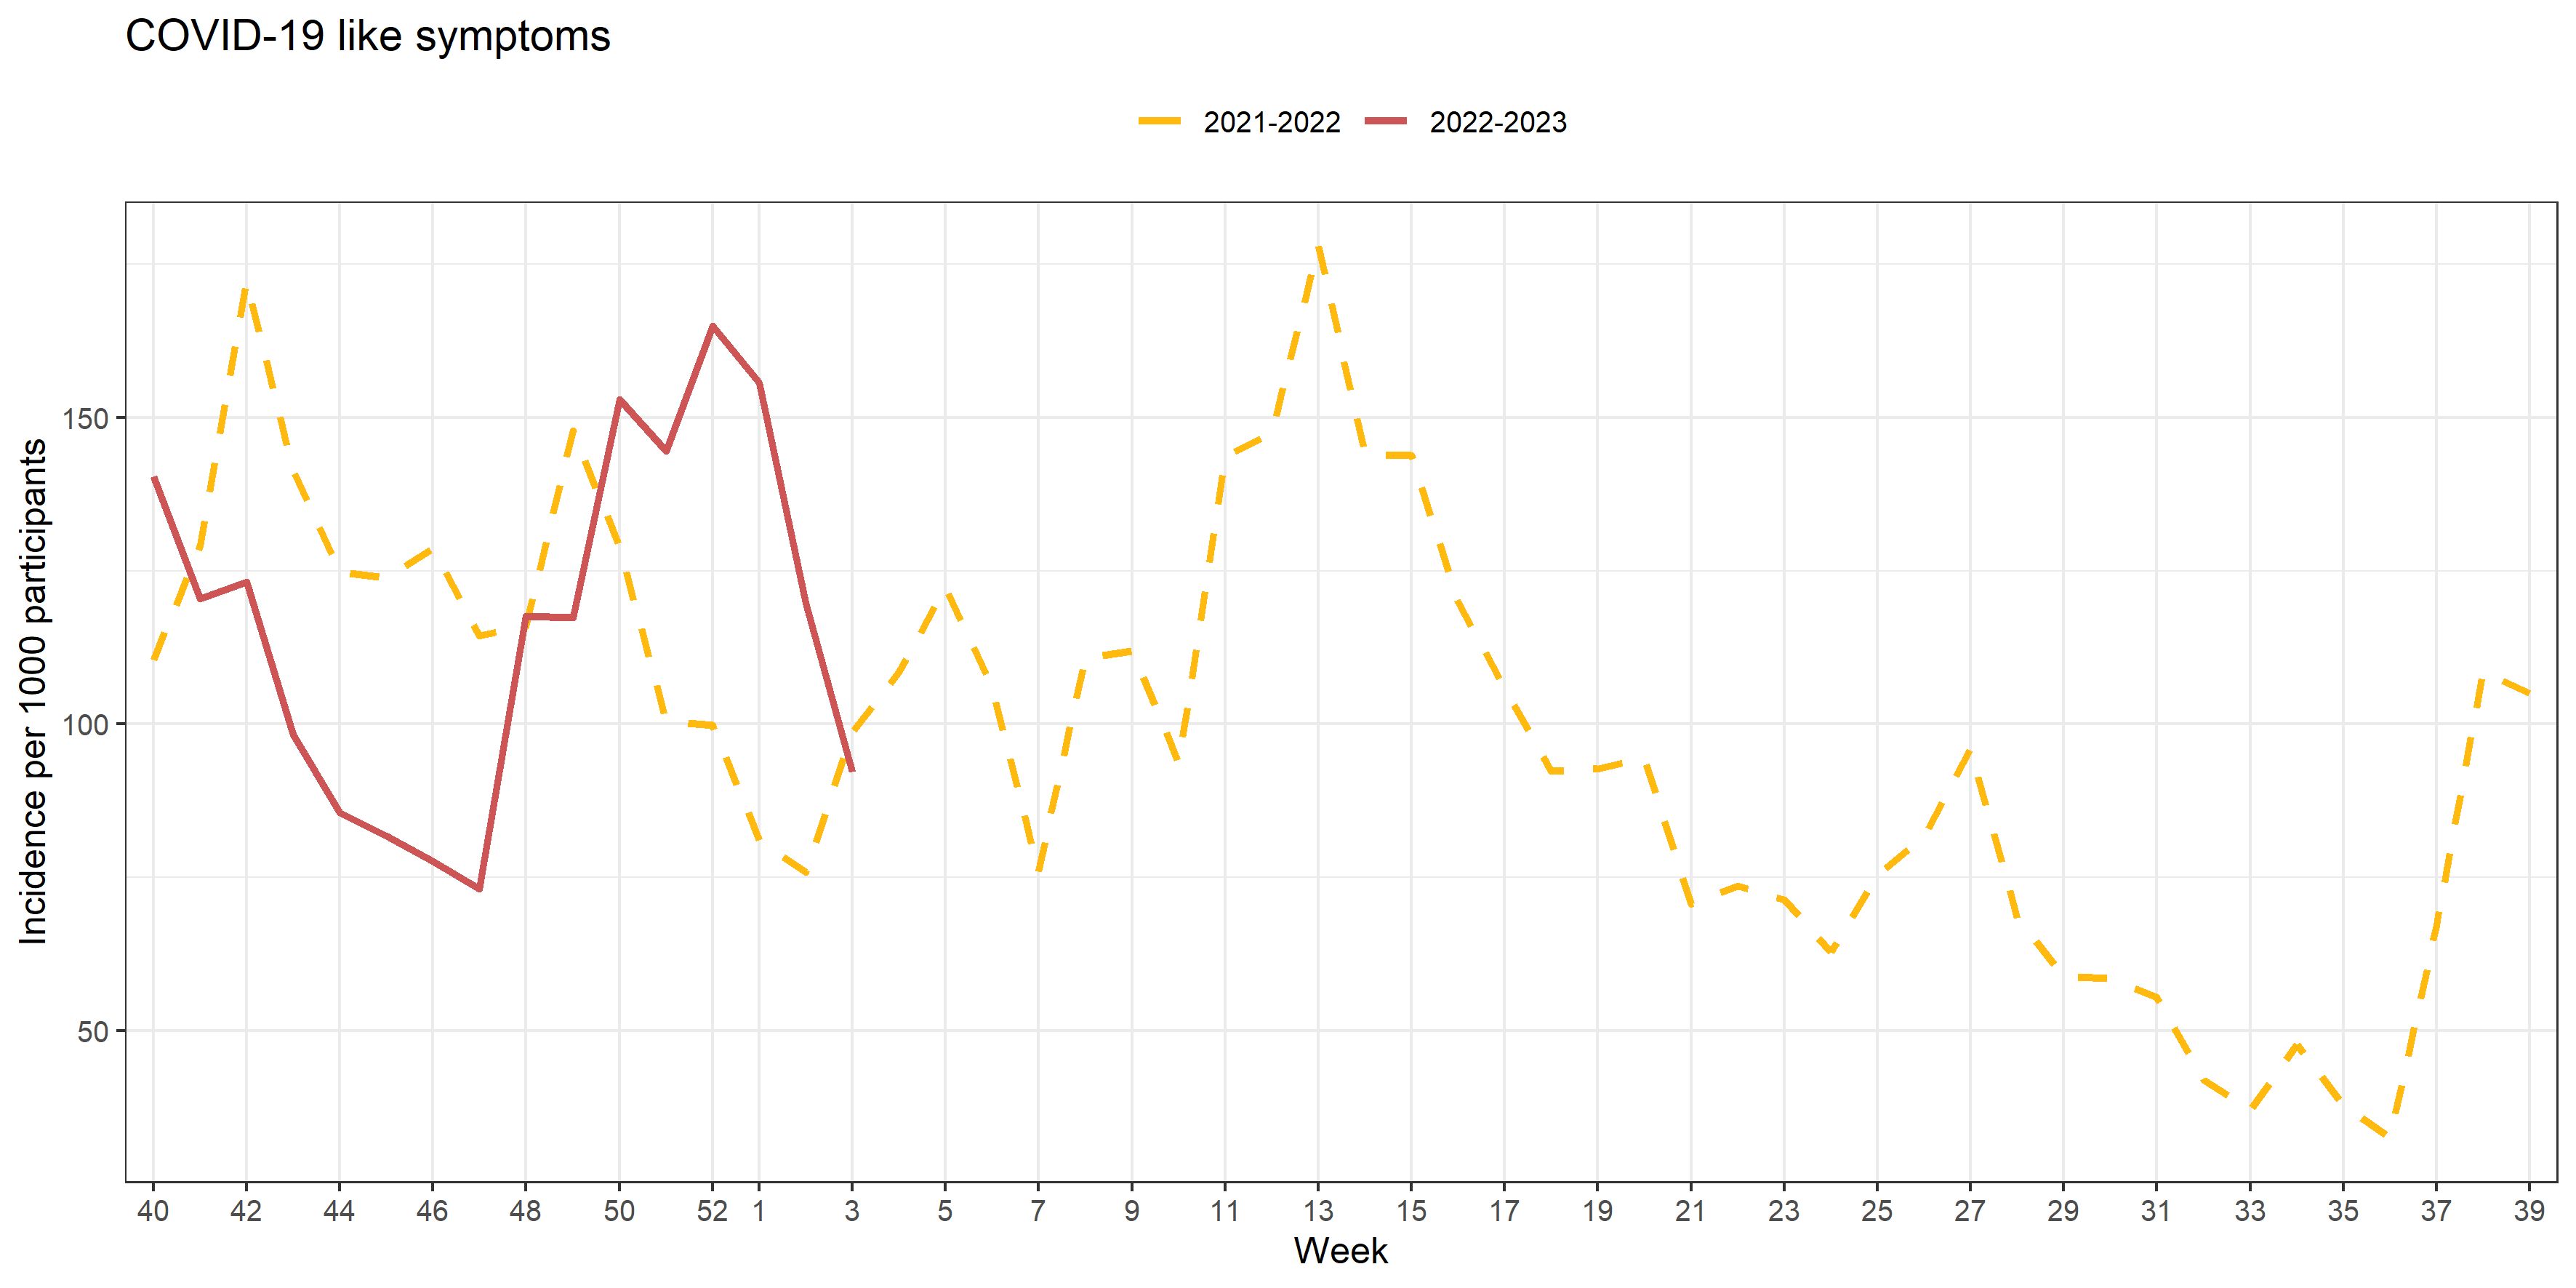 COVID-19 like symptoms
2021-2022 2022-2023
Incidence per 1000 participants
150
100
50
40 42 44 46 48 50 52 1 3 5 7 9 11 13 15 17 19 21 23 25 27 29 31 33 35 37 39
Week